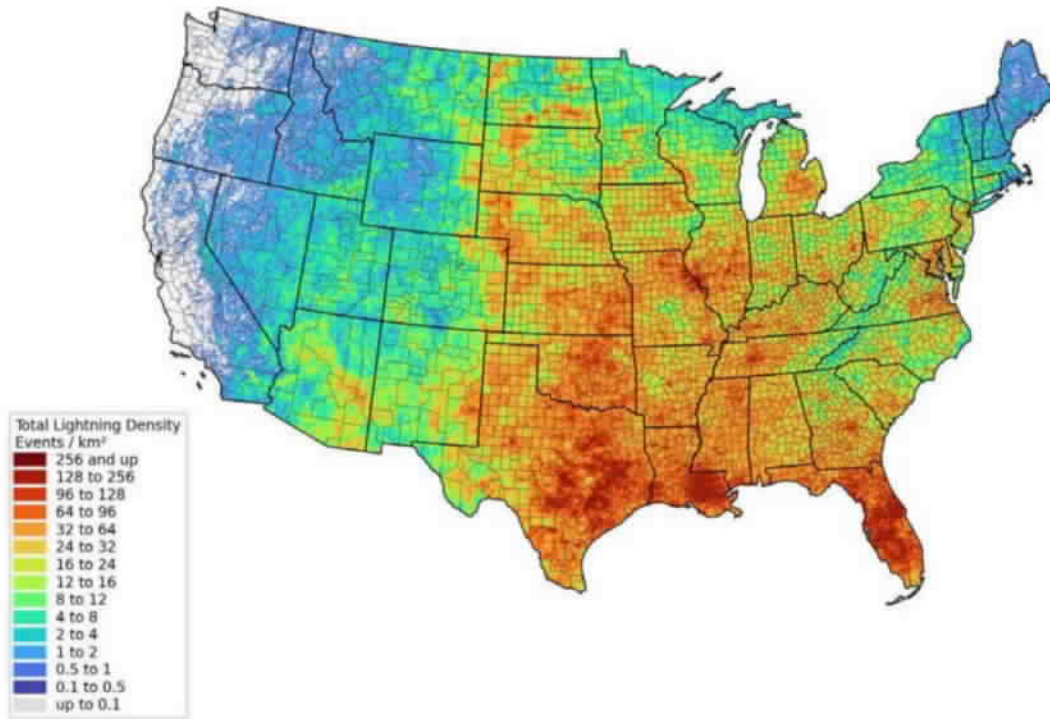 Total Lightning Density
Events / km²
256 and up
128 to 256
96 to 128
64 to 96
32 to 64
24 to 32
16 to 24
12 to 16
8 to 12
4 to 8
2 to 4
1 to 2
0.5 to 1
0.1 to 0.5
up to 0.1